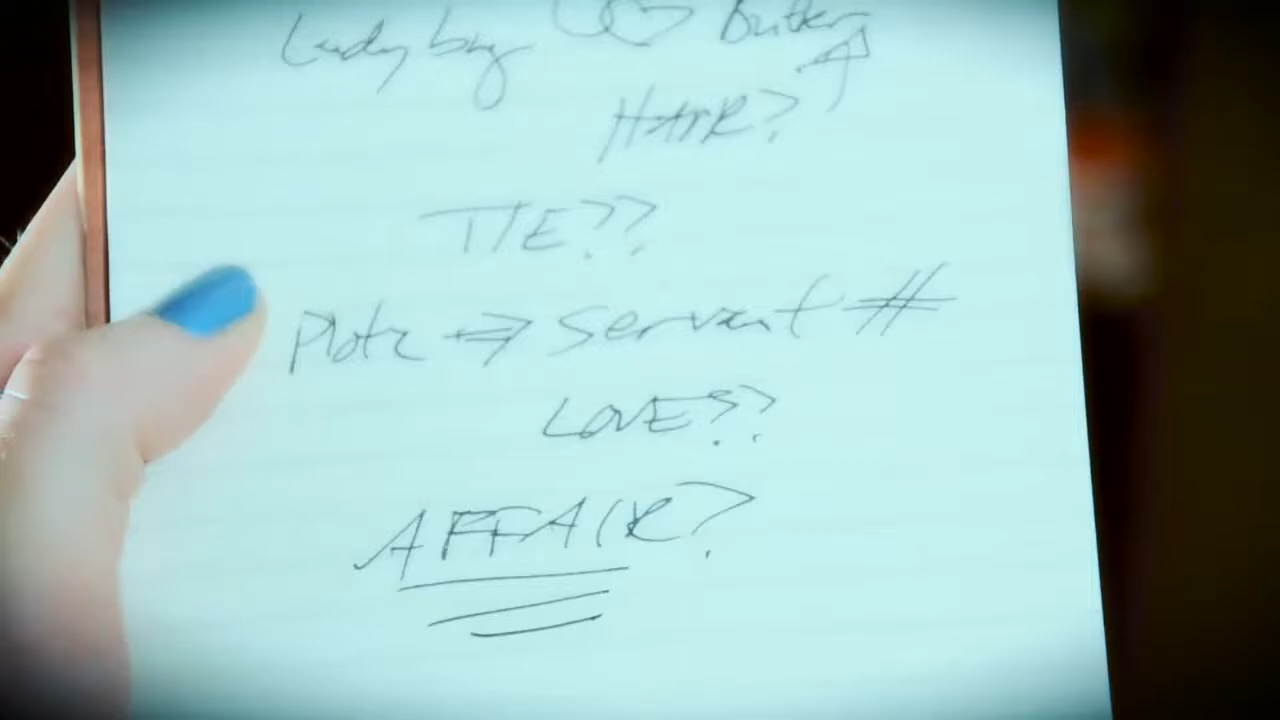 Lady bug Butler
HAIR?
TIE??
Plotz ⇒ Servant #
LOVE??
AFFAIR?